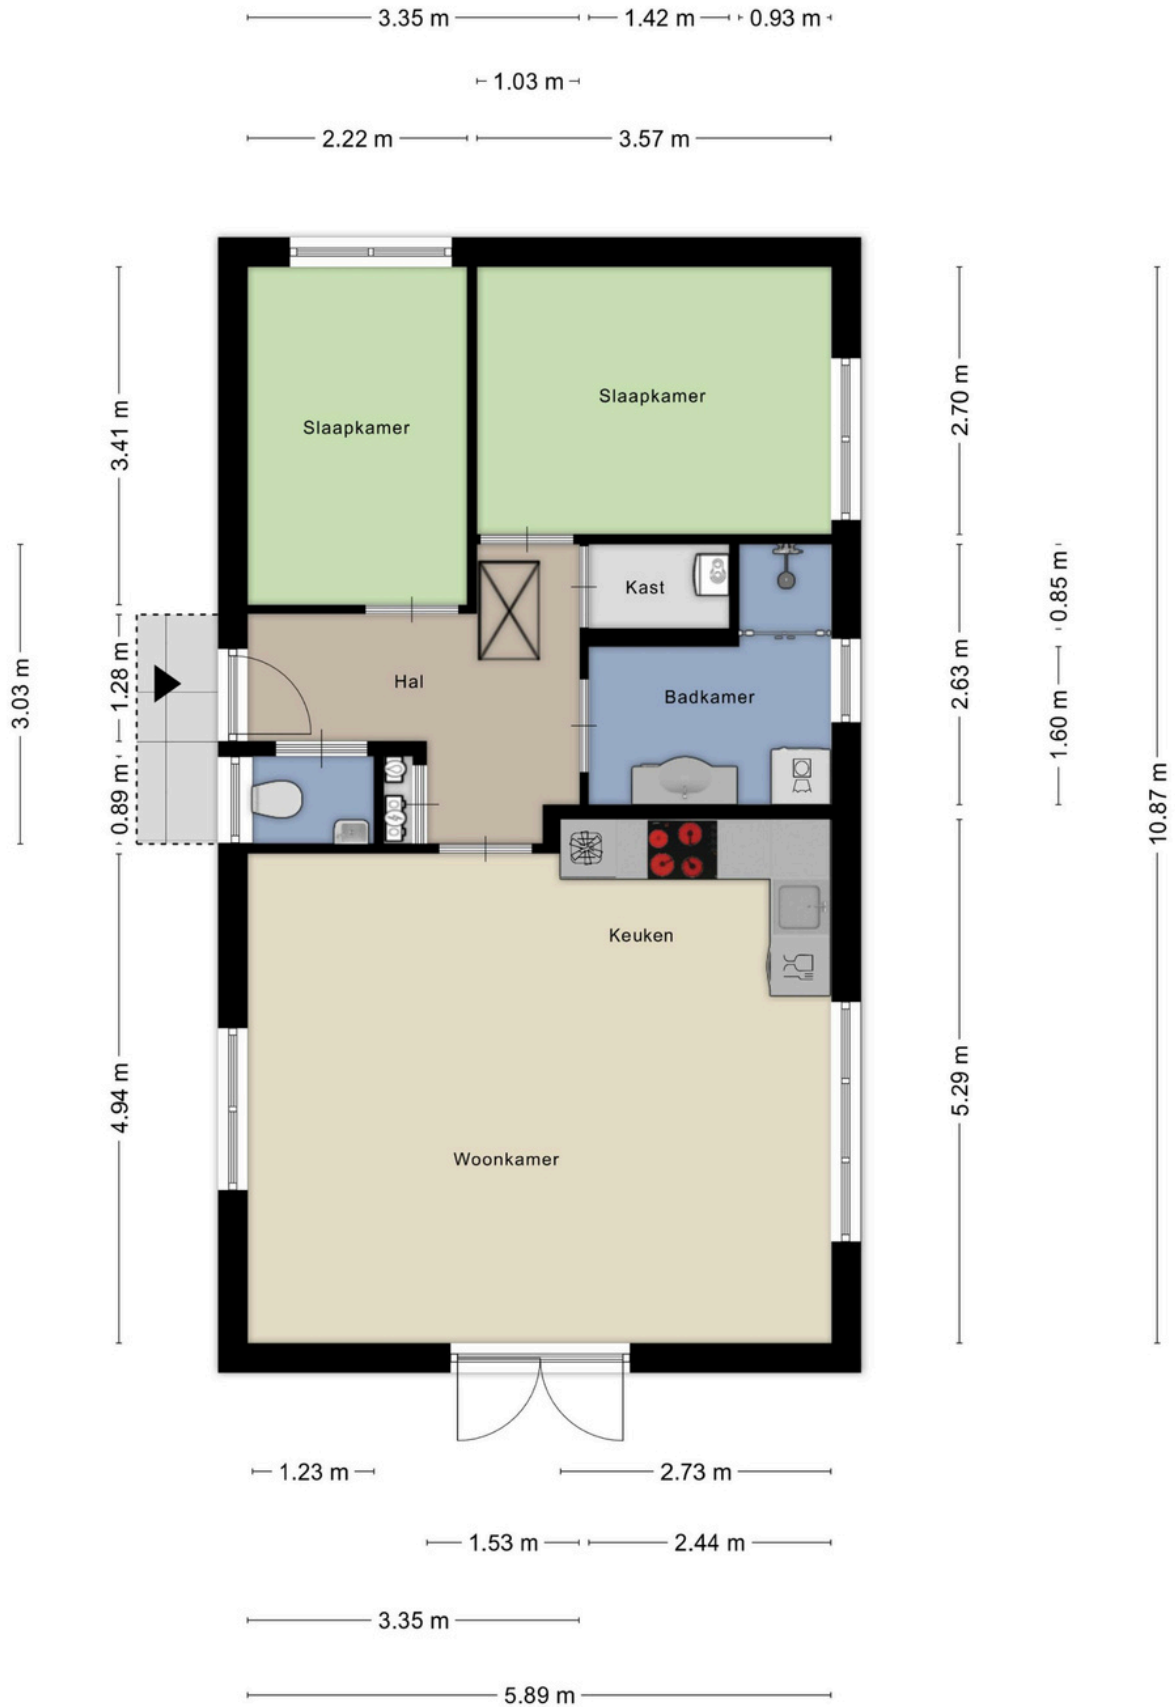 3.35 m
1.42 m
0.93 m
1.03 m
2.22 m
3.57 m
Slaapkamer
Slaapkamer
3.41 m
2.70 m
Kast
0.85 m
Hal
Badkamer
3.03 m
1.28 m
2.63 m
1.60 m
0.89 m
10.87 m
Keuken
4.94 m
5.29 m
Woonkamer
1.23 m
2.73 m
1.53 m
2.44 m
3.35 m
5.89 m